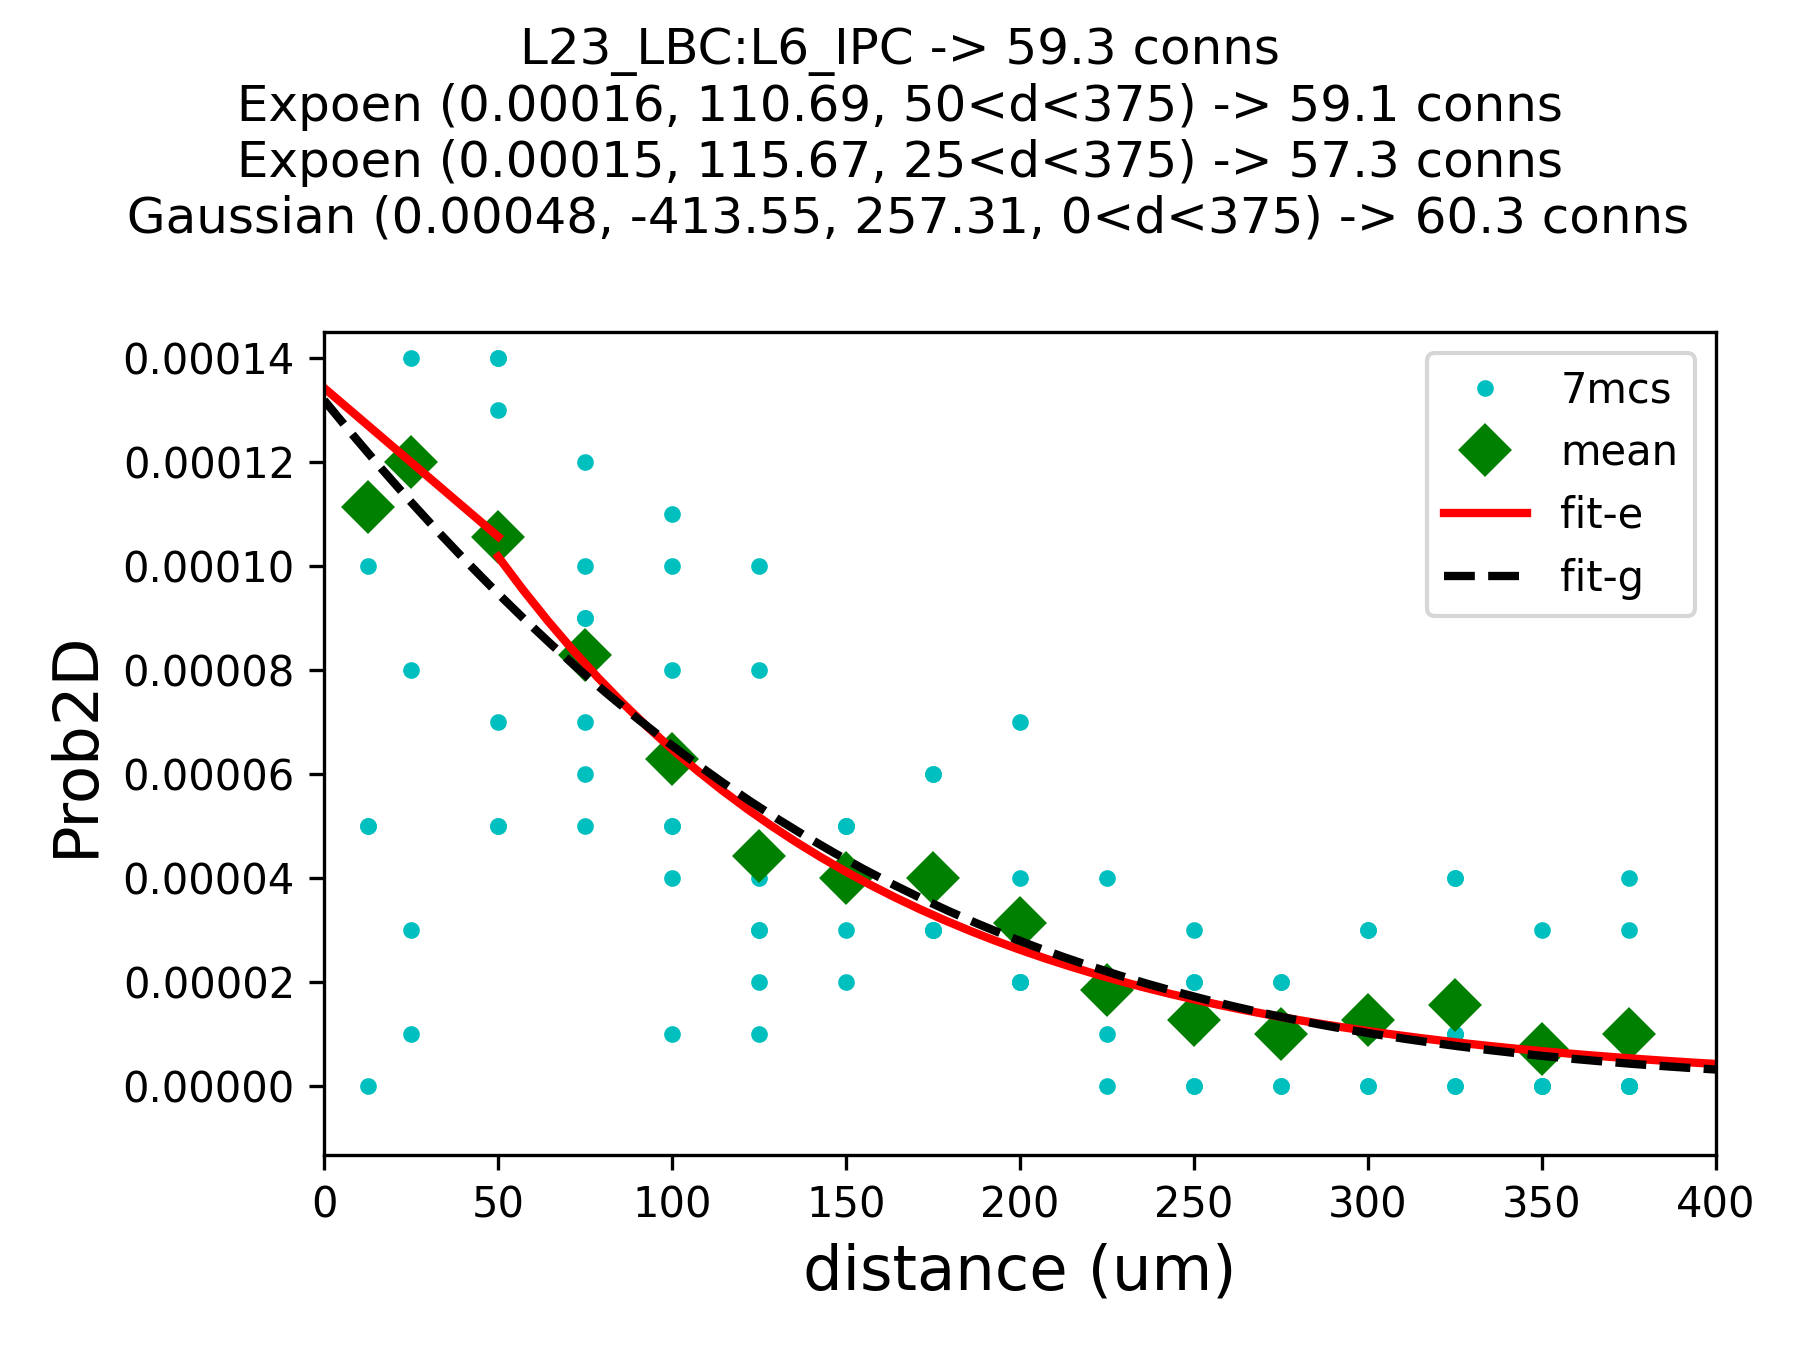 L23_LBC:L6_IPC -> 59.3 conns
Expoen (0.00016, 110.69, 50<d<375) -> 59.1 conns
Expoen (0.00015, 115.67, 25<d<375) -> 57.3 conns
Gaussian (0.00048, -413.55, 257.31, 0<d<375) -> 60.3 conns
0.00014
0.00012
0.00010
0.00008
0.00006
0.00004
0.00002
0.00000
Prob2D
7mcs
mean
fit-e
fit-g
0 50 100 150 200 250 300 350 400
distance (um)